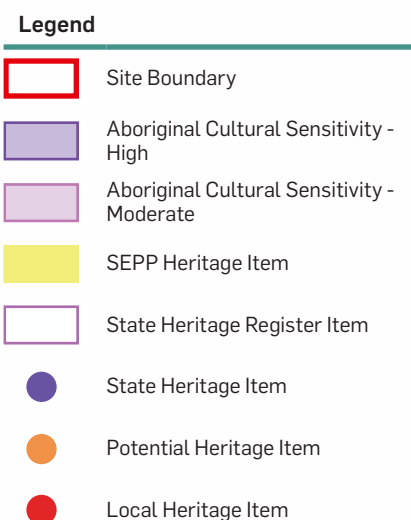 Legend
Site Boundary
Aboriginal Cultural Sensitivity -
High
Aboriginal Cultural Sensitivity -
Moderate
SEPP Heritage Item
State Heritage Register Item
State Heritage Item
Potential Heritage Item
Local Heritage Item